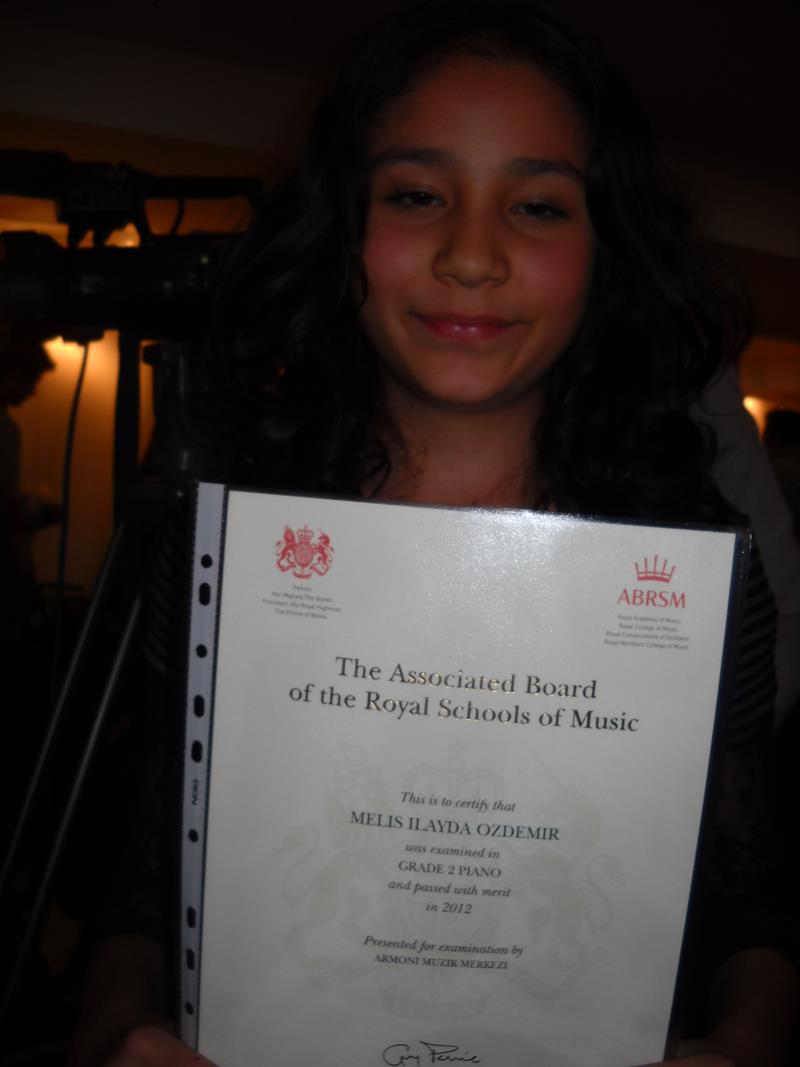 Patron:
Her Majesty The Queen
President: His Royal Highness
The Prince of Wales
ABRSM
Royal Academy of Music
Royal College of Music
Royal Conservatoire of Scotland
Royal Northern College of Music
The Associated Board
of the Royal Schools of Music
This is to certify that
MELIS ILAYDA OZDEMIR
was examined in
GRADE 2 PIANO
and passed with merit
in 2012
Presented for examination by
ARMONI MUZIK MERKEZI